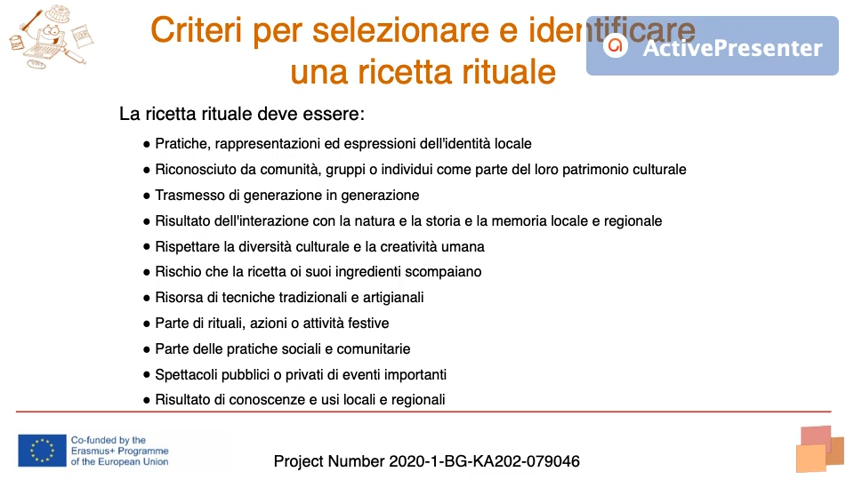 Criteri per selezionare e identificare
una ricetta rituale
ActivePresenter
La ricetta rituale deve essere:
● Pratiche, rappresentazioni ed espressioni dell'identità locale
● Riconosciuto da comunità, gruppi o individui come parte del loro patrimonio culturale
● Trasmesso di generazione in generazione
● Risultato dell'interazione con la natura e la storia e la memoria locale e regionale
● Rispettare la diversità culturale e la creatività umana
● Rischio che la ricetta oi suoi ingredienti scompaiano
● Risorsa di tecniche tradizionali e artigianali
● Parte di rituali, azioni o attività festive
● Parte delle pratiche sociali e comunitarie
● Spettacoli pubblici o privati di eventi importanti
● Risultato di conoscenze e usi locali e regionali
Co-funded by the
Erasmus+ Programme
of the European Union
Project Number 2020-1-BG-KA202-079046